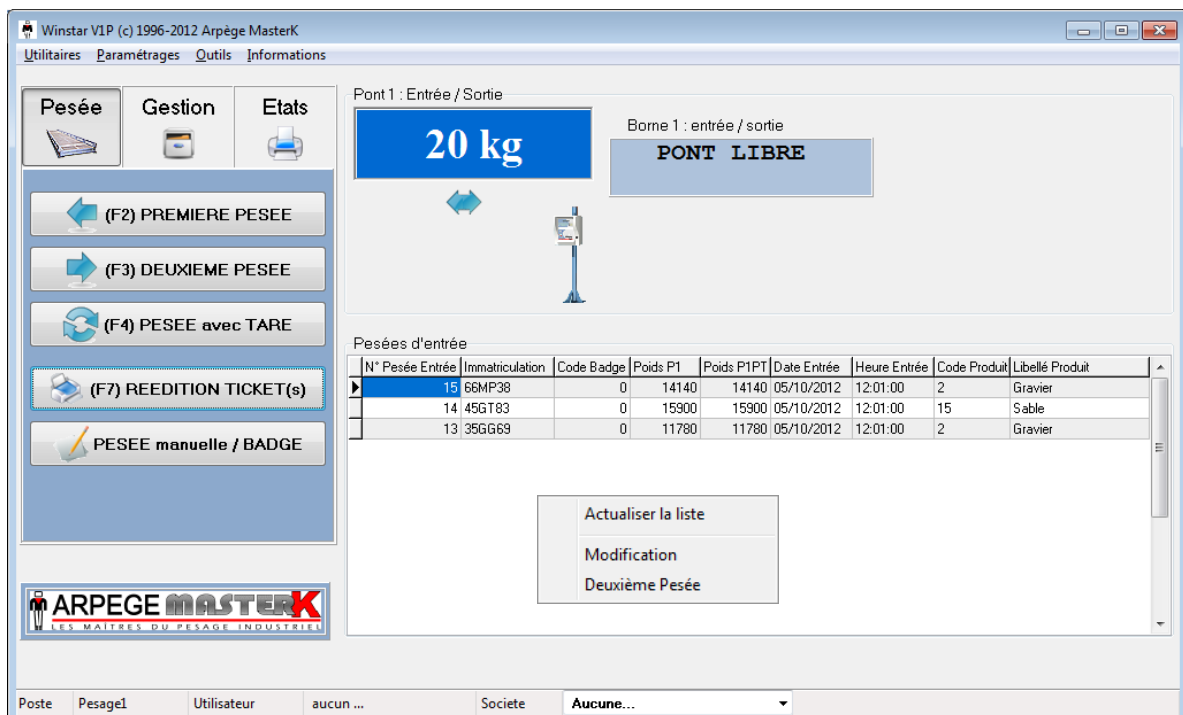 Winstar V1P (c) 1996-2012 Arpège MasterK
Utilitaires Paramétrages Outils Informations
Pesée Gestion Etats
(F2) PREMIERE PESEE
(F3) DEUXIEME PESEE
(F4) PESEE avec TARE
(F7) REEDITION TICKET(s)
PESEE manuelle / BADGE
ARPEGE MASTERK
LES MAÎTRES DU PESAGE INDUSTRIEL
Pont 1 : Entrée / Sortie
20 kg
Borne 1 : entrée / sortie
PONT LIBRE
Pesées d'entrée
N° Pesée Entrée Immatriculation Code Badge Poids P1 Poids P1PT Date Entrée Heure Entrée Code Produit Libellé Produit
15 66MP38 0 14140 14140 05/10/2012 12:01:00 2 Gravier
14 45GT83 0 15900 15900 05/10/2012 12:01:00 15 Sable
13 35GG69 0 11780 11780 05/10/2012 12:01:00 2 Gravier
Actualiser la liste
Modification
Deuxième Pesée
Poste Pesage1 Utilisateur aucun ... Societe Aucune...